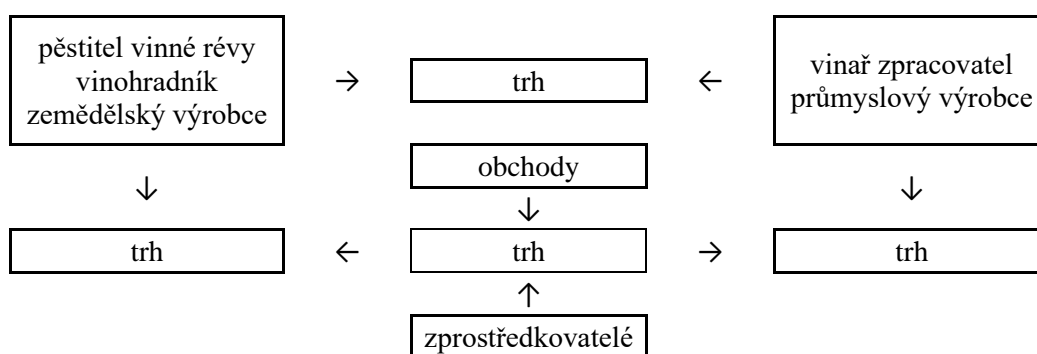 pěstitel vinné révy
vinohradník
zemědělský výrobce
→
trh
←
vinař zpracovatel
průmyslový výrobce
obchody
↓
↓
↓
trh
←
trh
→
trh
↑
zprostředkovatelé